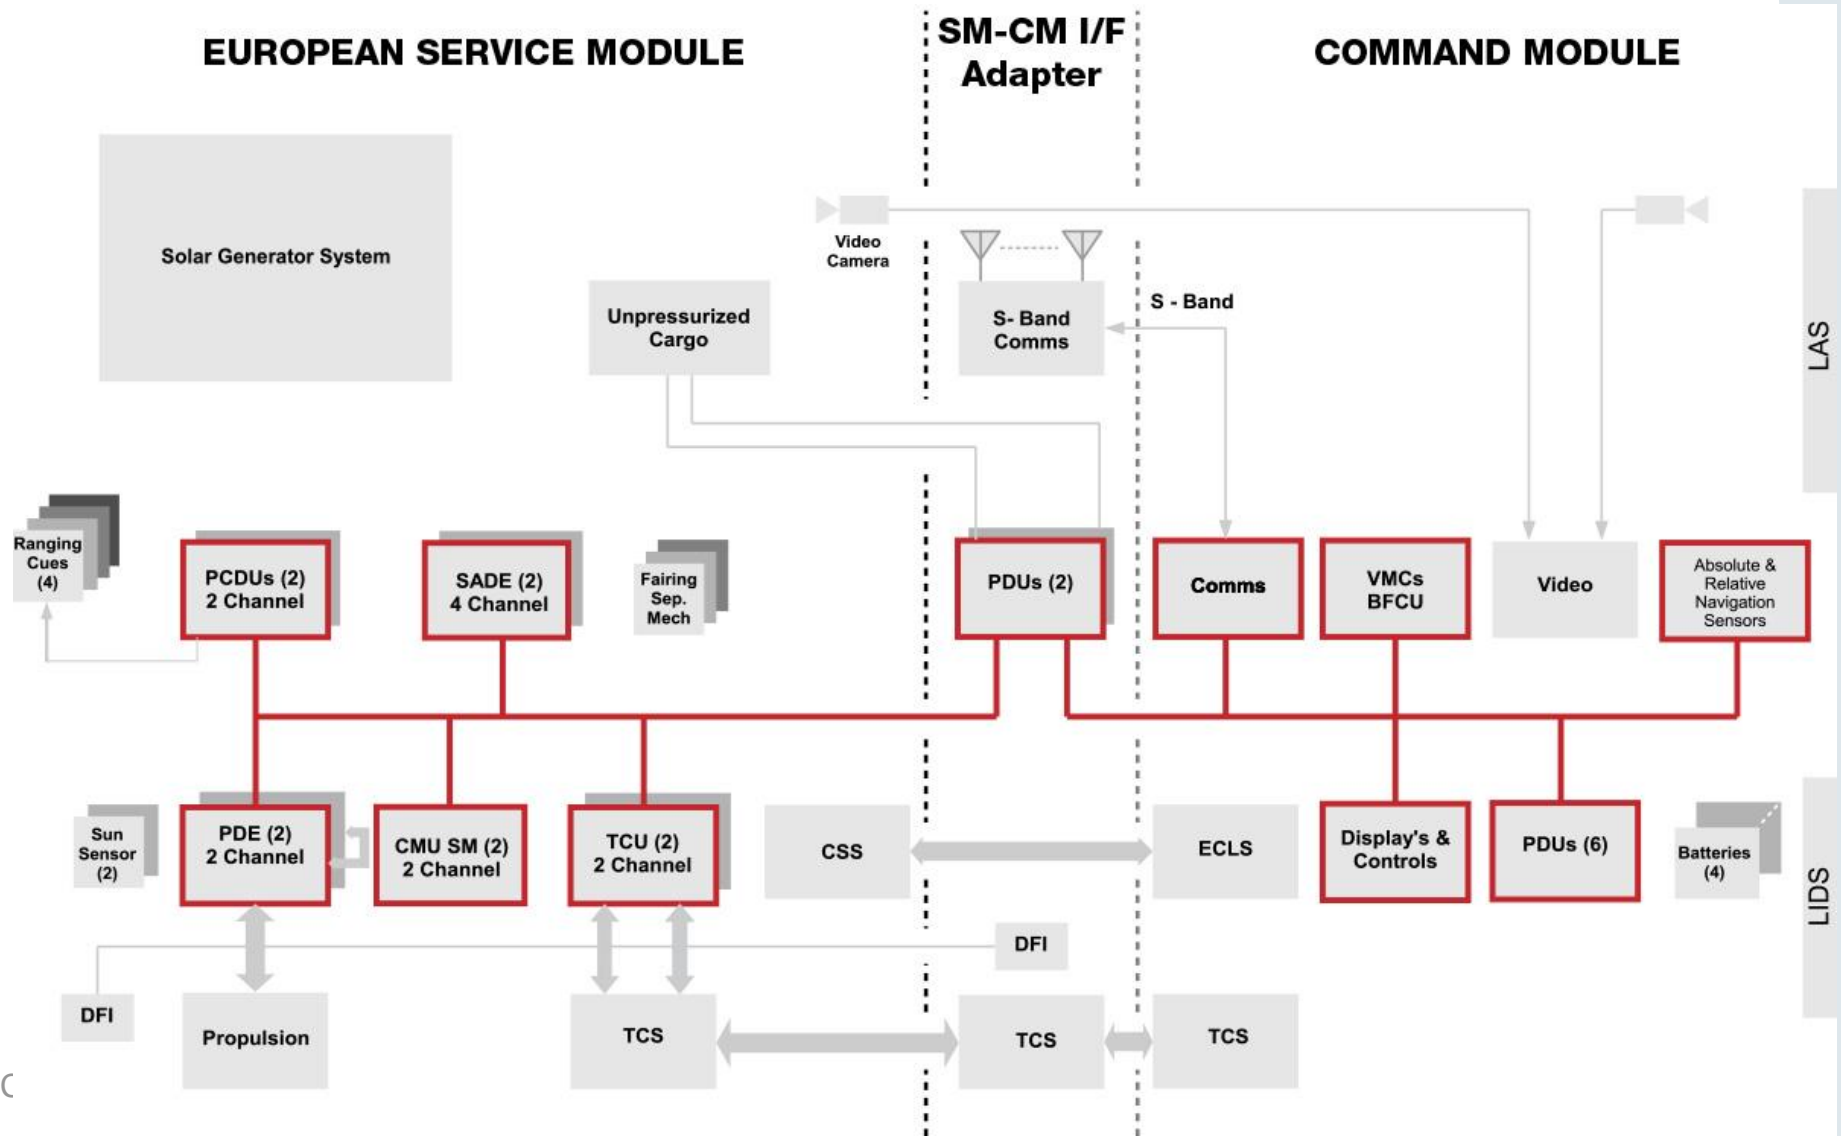 EUROPEAN SERVICE MODULE
SM-CM I/F
Adapter
COMMAND MODULE
Solar Generator System
Video
Camera
Unpressurized
Cargo
S- Band
Comms
S - Band
LAS
Ranging
Cues
(4)
PCDUs (2)
2 Channel
SADE (2)
4 Channel
Fairing
Sep.
Mech
PDUs (2)
Comms
VMCs
BFCU
Video
Absolute &
Relative
Navigation
Sensors
Sun
Sensor
(2)
PDE (2)
2 Channel
CMU SM (2)
2 Channel
TCU (2)
2 Channel
CSS
ECLS
Display's &
Controls
PDUs (6)
Batteries
(4)
LIDS
DFI
DFI
Propulsion
TCS
TCS
TCS